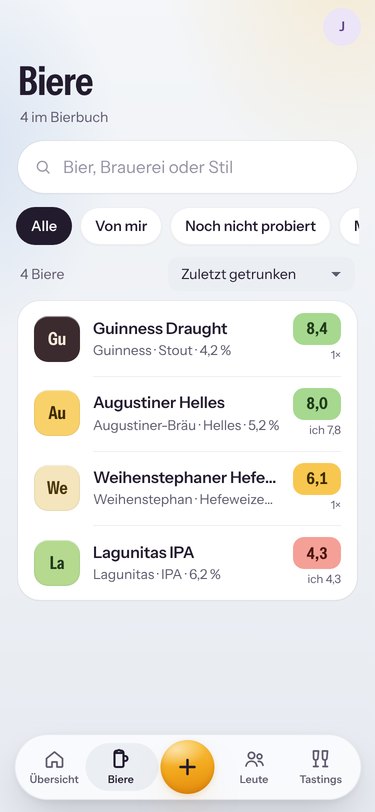 J
Biere
4 im Bierbuch
Bier, Brauerei oder Stil
Alle
Von mir
Noch nicht probiert
4 Biere
Zuletzt getrunken
Gu
Guinness Draught
8,4
Guinness · Stout · 4,2 %
1×
Au
Augustiner Helles
8,0
Augustiner-Bräu · Helles · 5,2 %
ich 7,8
We
Weihenstephaner Hefe...
6,1
Weihenstephan · Hefeweize...
1×
La
Lagunitas IPA
4,3
Lagunitas · IPA · 6,2 %
ich 4,3
Übersicht
Biere
+
Leute
Tastings